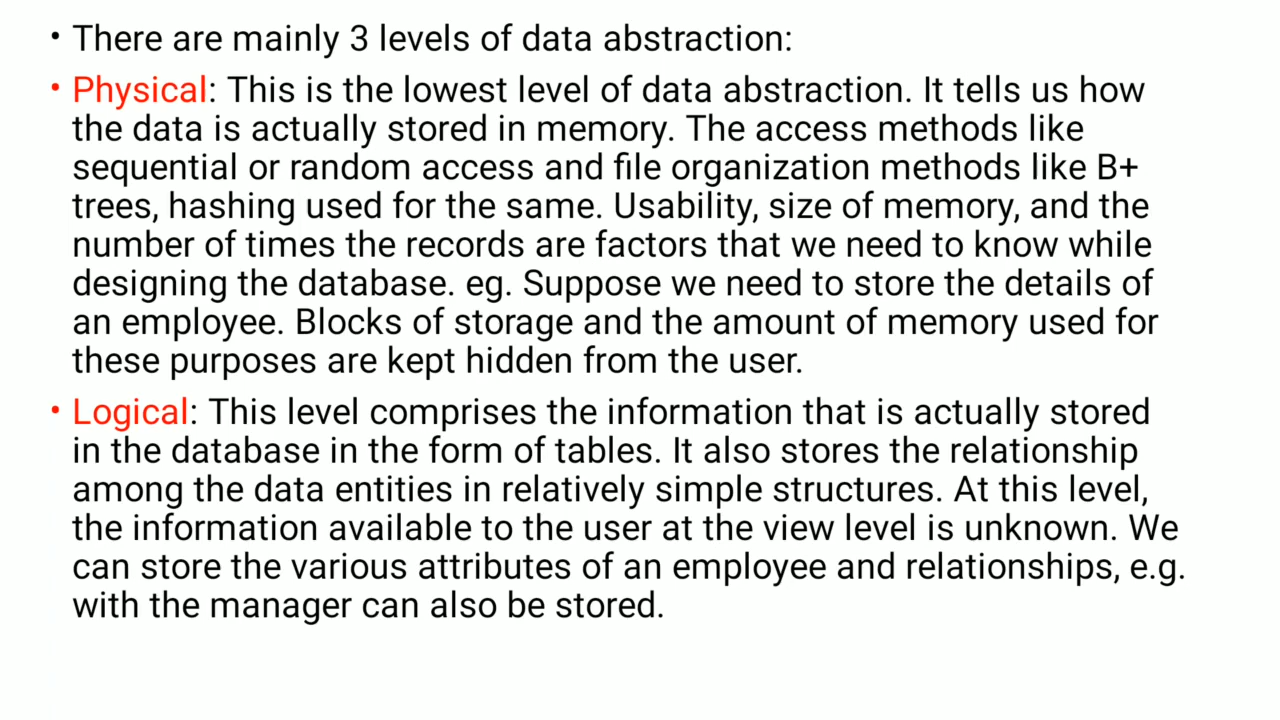 • There are mainly 3 levels of data abstraction:
• Physical: This is the lowest level of data abstraction. It tells us how
the data is actually stored in memory. The access methods like
sequential or random access and file organization methods like B+
trees, hashing used for the same. Usability, size of memory, and the
number of times the records are factors that we need to know while
designing the database. eg. Suppose we need to store the details of
an employee. Blocks of storage and the amount of memory used for
these purposes are kept hidden from the user.
• Logical: This level comprises the information that is actually stored
in the database in the form of tables. It also stores the relationship
among the data entities in relatively simple structures. At this level,
the information available to the user at the view level is unknown. We
can store the various attributes of an employee and relationships, e.g.
with the manager can also be stored.